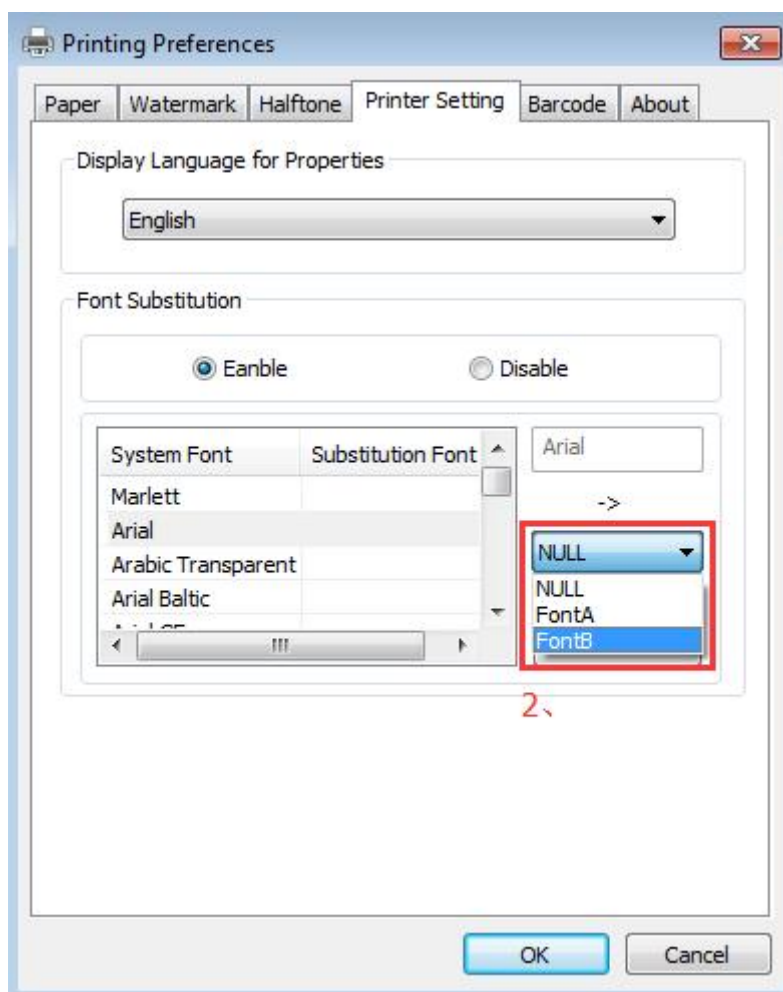 Printing Preferences
Paper Watermark Halftone Printer Setting Barcode About
Display Language for Properties
English
Font Substitution
Eanble Disable
System Font Substitution Font
Marlett
Arial
Arabic Transparent
Arial Baltic
Arial
->
NULL
NULL
FontA
FontB
2、
OK Cancel